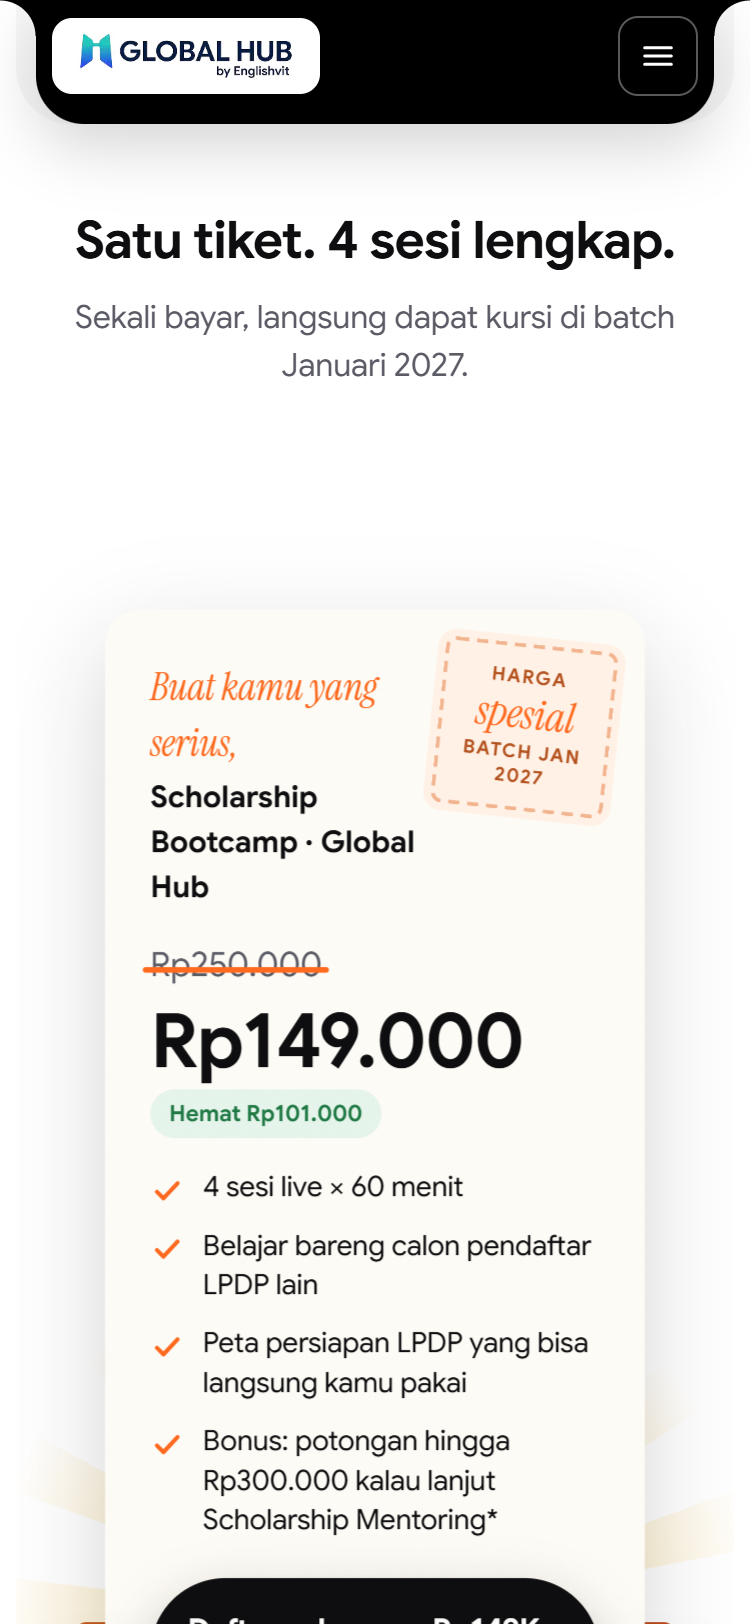 GLOBAL HUB
by Englishvit
Satu tiket. 4 sesi lengkap.
Sekali bayar, langsung dapat kursi di batch
Januari 2027.
Buat kamu yang
serius,
Scholarship
Bootcamp · Global
Hub
HARGA
spesial
BATCH JAN
2027
Rp250.000
Rp149.000
Hemat Rp101.000
4 sesi live × 60 menit
Belajar bareng calon pendaftar
LPDP lain
Peta persiapan LPDP yang bisa
langsung kamu pakai
Bonus: potongan hingga
Rp300.000 kalau lanjut
Scholarship Mentoring*